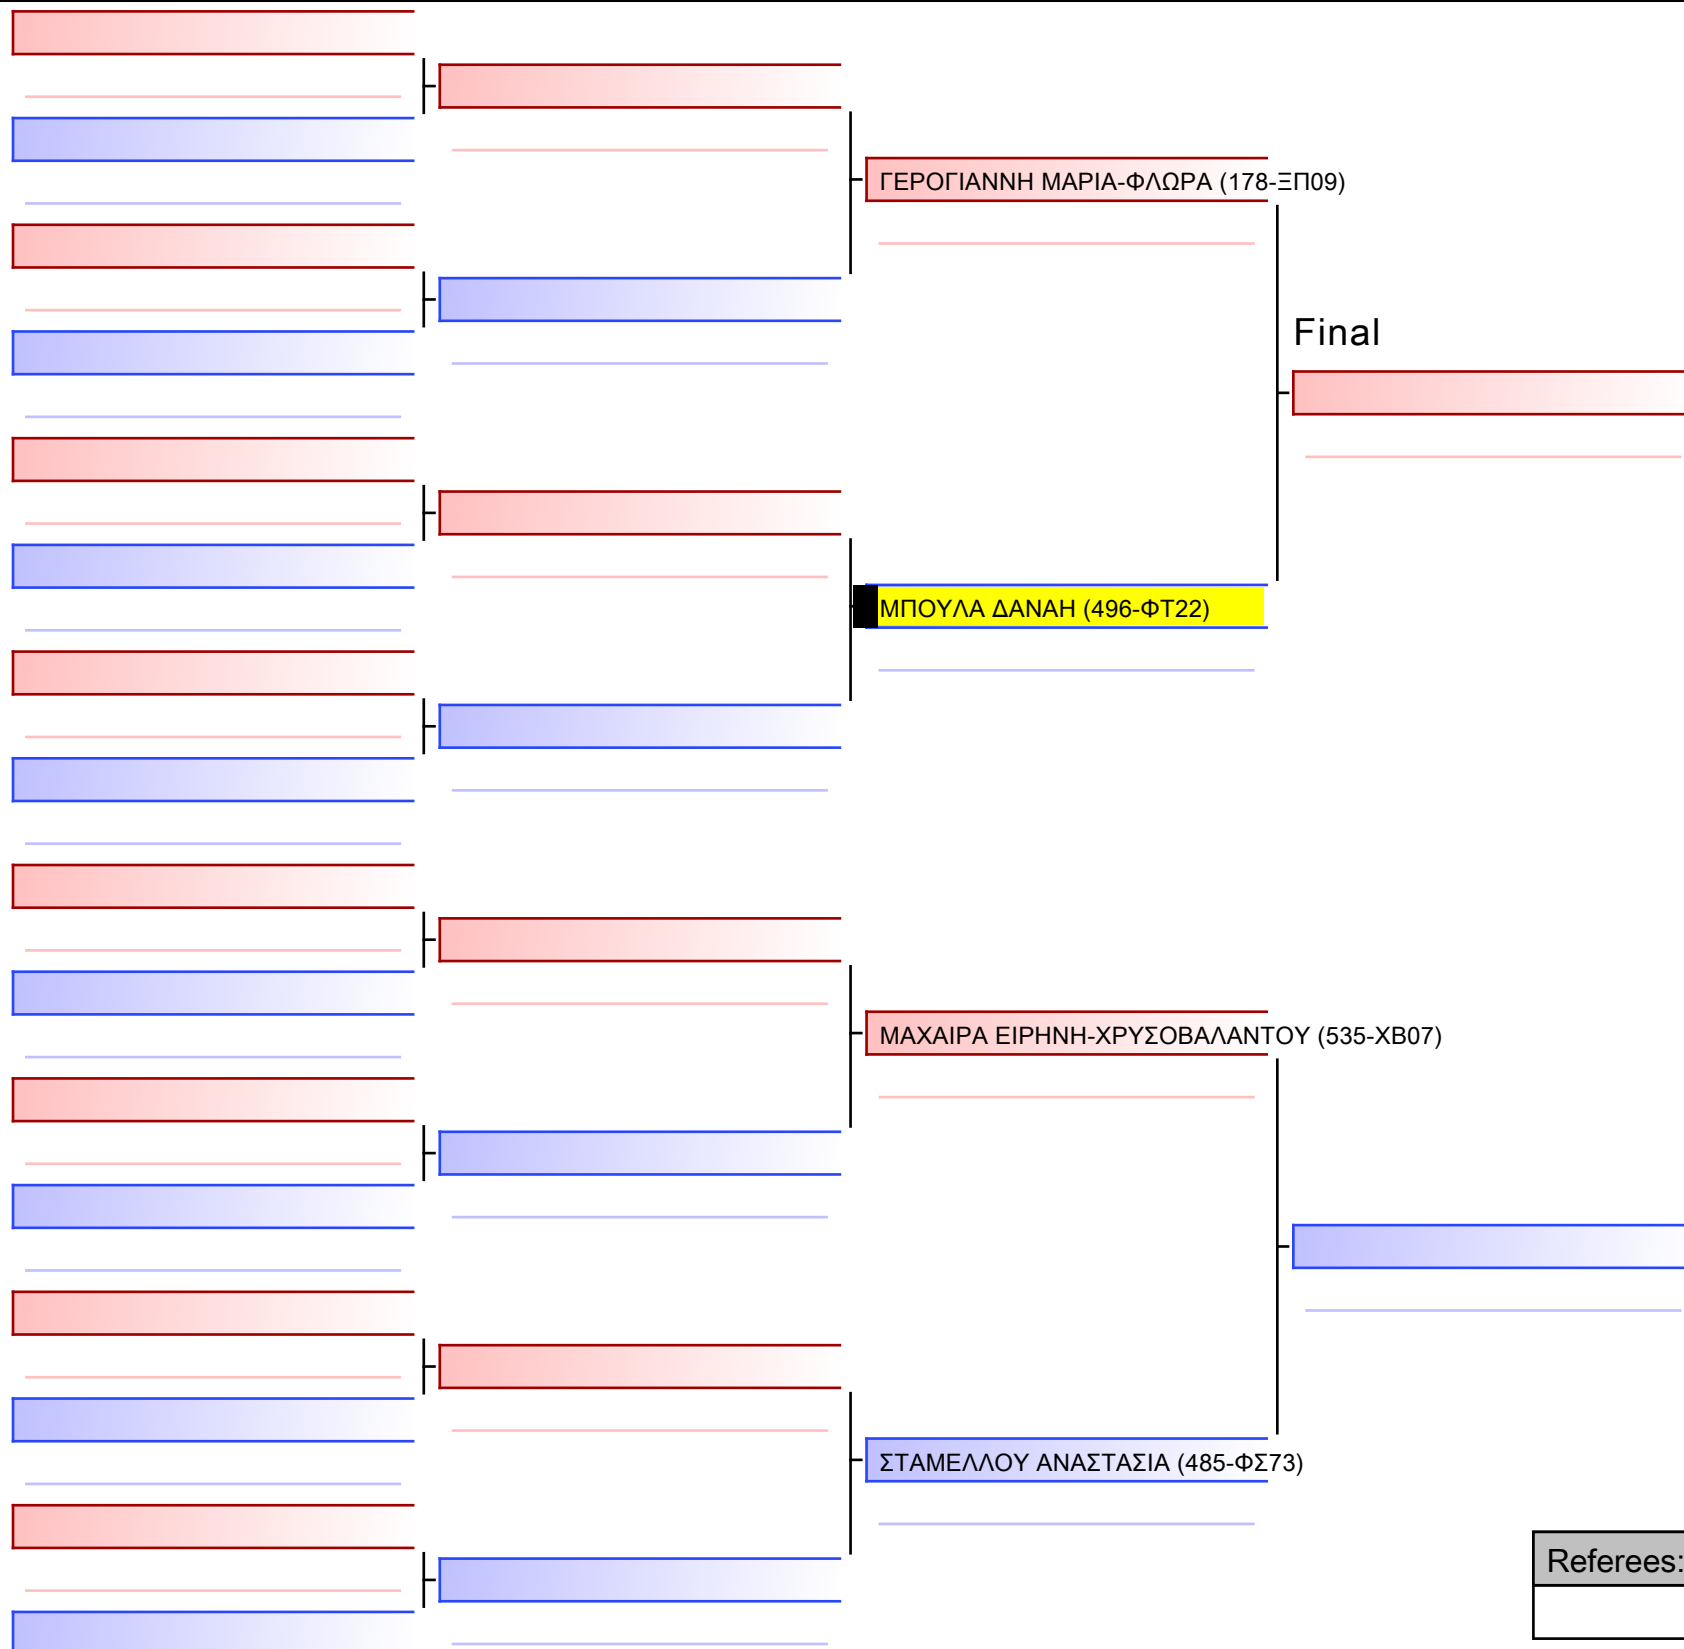 ΓΕΡΟΓΙΑΝΝΗ ΜΑΡΙΑ-ΦΛΩΡΑ (178-ΞΠ09)
Final
ΜΠΟΥΛΑ ΔΑΝΑΗ (496-ΦΤ22)
ΜΑΧΑΙΡΑ ΕΙΡΗΝΗ-ΧΡΥΣΟΒΑΛΑΝΤΟΥ (535-ΧΒ07)
ΣΤΑΜΕΛΛΟΥ ΑΝΑΣΤΑΣΙΑ (485-ΦΣ73)
Referees: